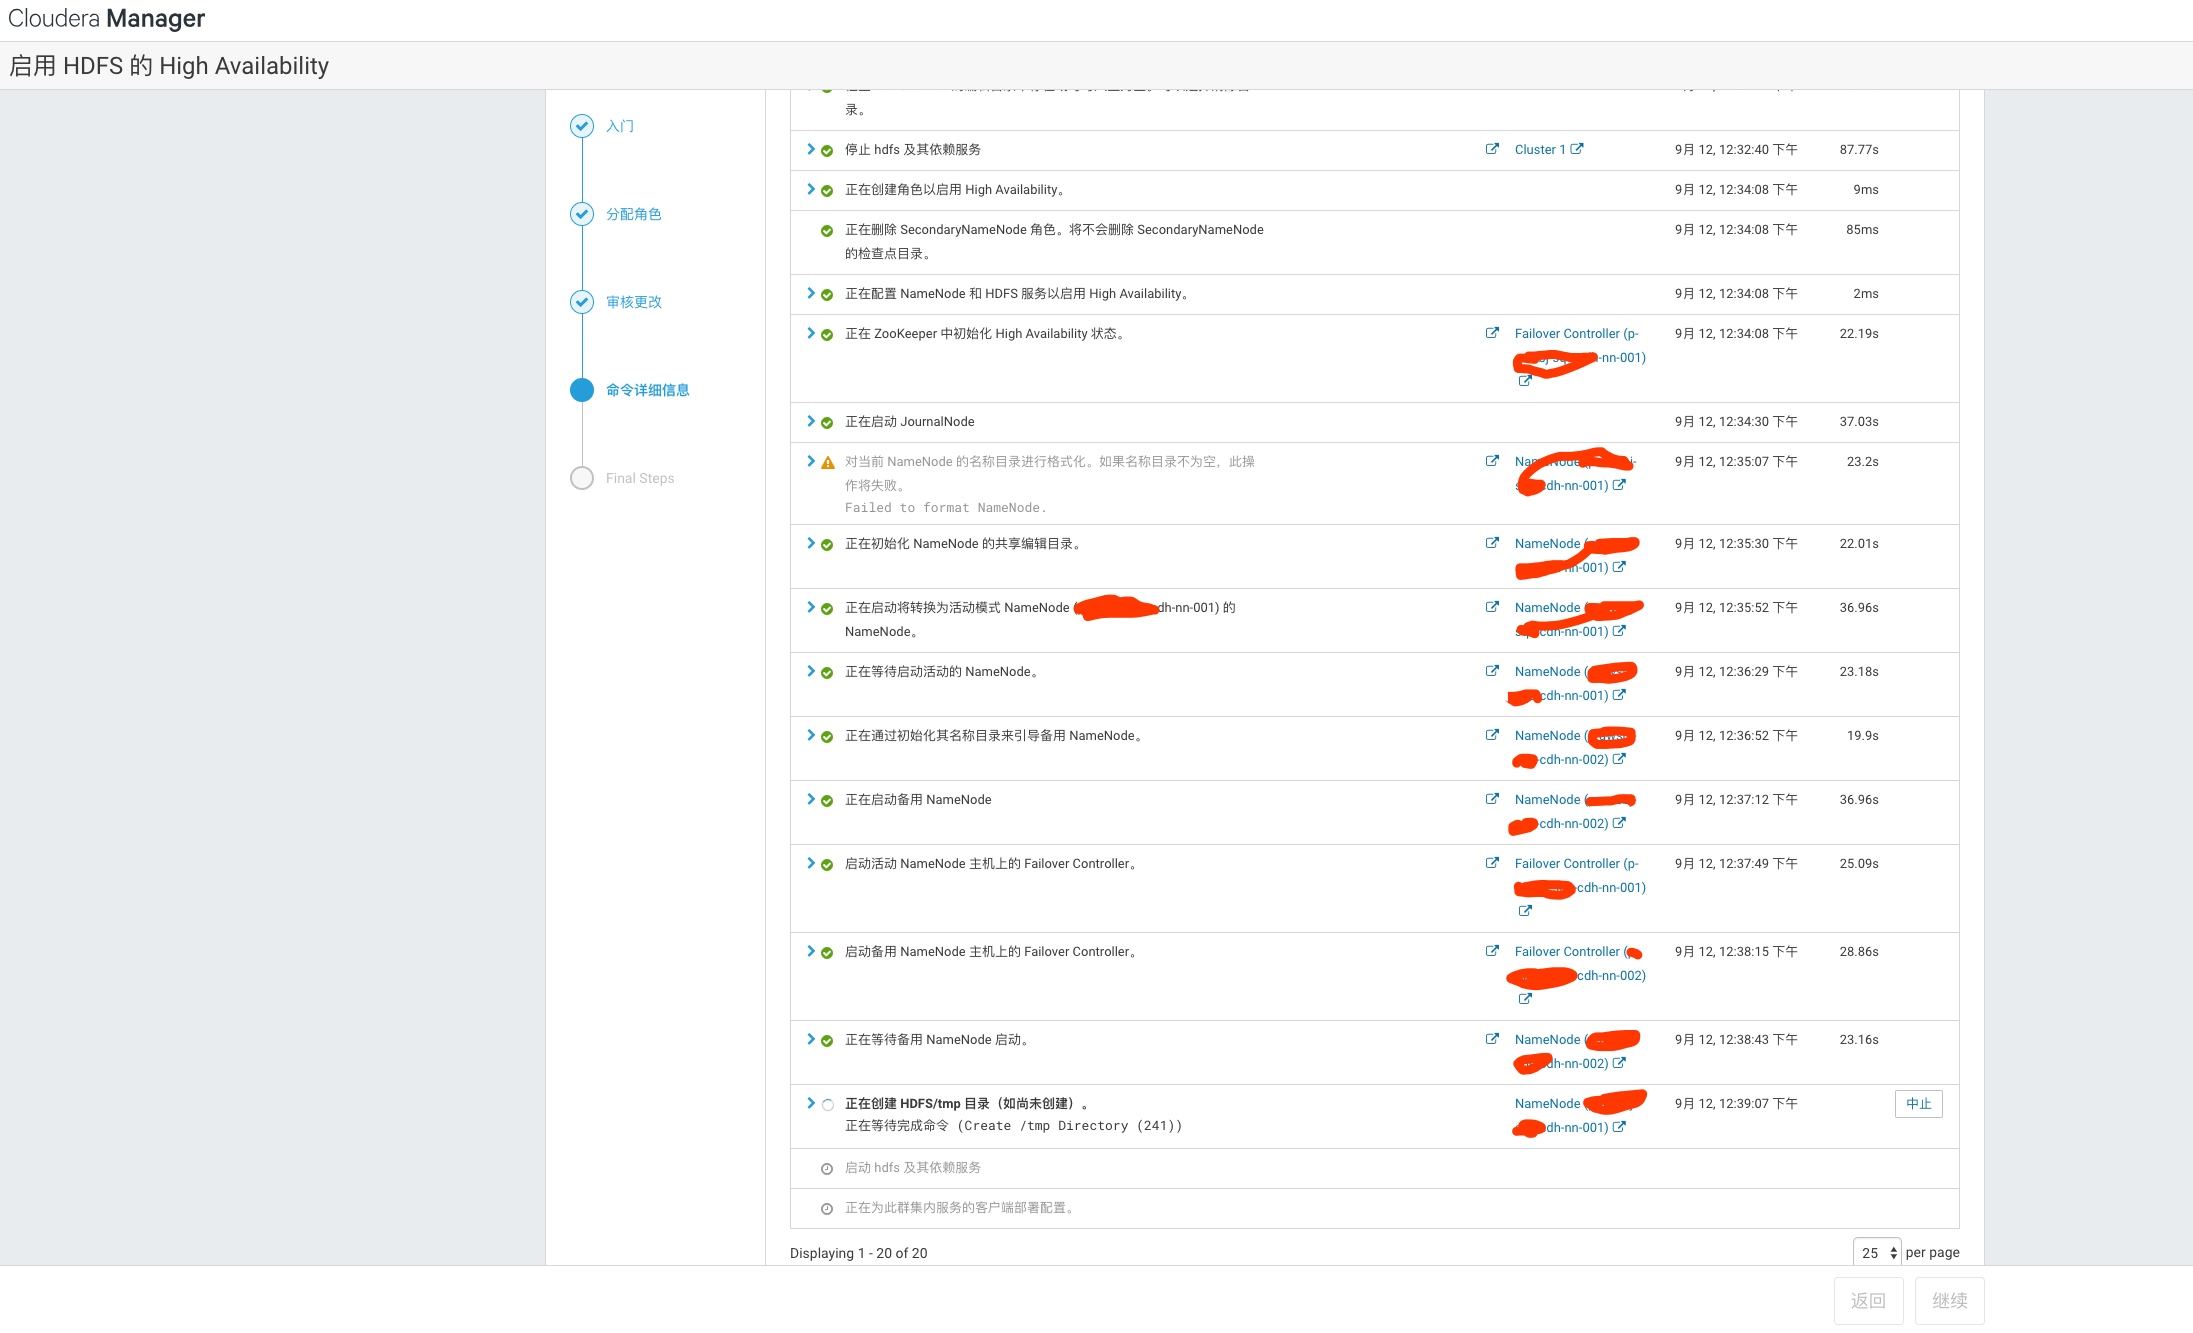 Cloudera Manager
启用 HDFS 的 High Availability
入门
分配角色
审核更改
命令详细信息
Final Steps
录。
停止 hdfs 及其依赖服务 Cluster 1 9月 12, 12:32:40 下午 87.77s
正在创建角色以启用 High Availability。 9月 12, 12:34:08 下午 9ms
正在删除 SecondaryNameNode 角色。将不会删除 SecondaryNameNode 9月 12, 12:34:08 下午 85ms
的检查点目录。
正在配置 NameNode 和 HDFS 服务以启用 High Availability。 9月 12, 12:34:08 下午 2ms
正在 ZooKeeper 中初始化 High Availability 状态。 Failover Controller (p- 9月 12, 12:34:08 下午 22.19s
-nn-001)
正在启动 JournalNode 9月 12, 12:34:30 下午 37.03s
对当前 NameNode 的名称目录进行格式化。如果名称目录不为空，此操 9月 12, 12:35:07 下午 23.2s
作将失败。 cdh-nn-001)
Failed to format NameNode.
正在初始化 NameNode 的共享编辑目录。 NameNode ( 9月 12, 12:35:30 下午 22.01s
-001)
正在启动将转换为活动模式 NameNode ( dh-nn-001) 的 NameNode ( 9月 12, 12:35:52 下午 36.96s
NameNode。 cdh-nn-001)
正在等待启动活动的 NameNode。 NameNode ( 9月 12, 12:36:29 下午 23.18s
cdh-nn-001)
正在通过初始化其名称目录来引导备用 NameNode。 NameNode ( 9月 12, 12:36:52 下午 19.9s
-cdh-nn-002)
正在启动备用 NameNode NameNode ( 9月 12, 12:37:12 下午 36.96s
-cdh-nn-002)
启动活动 NameNode 主机上的 Failover Controller。 Failover Controller (p- 9月 12, 12:37:49 下午 25.09s
-cdh-nn-001)
启动备用 NameNode 主机上的 Failover Controller。 Failover Controller ( 9月 12, 12:38:15 下午 28.86s
cdh-nn-002)
正在等待备用 NameNode 启动。 NameNode ( 9月 12, 12:38:43 下午 23.16s
dh-nn-002)
正在创建 HDFS/tmp 目录（如尚未创建）。 NameNode ( 9月 12, 12:39:07 下午 中止
正在等待完成命令 (Create /tmp Directory (241)) dh-nn-001)
启动 hdfs 及其依赖服务
正在为此群集内服务的客户端部署配置。
Displaying 1 - 20 of 20 25 per page
返回 继续